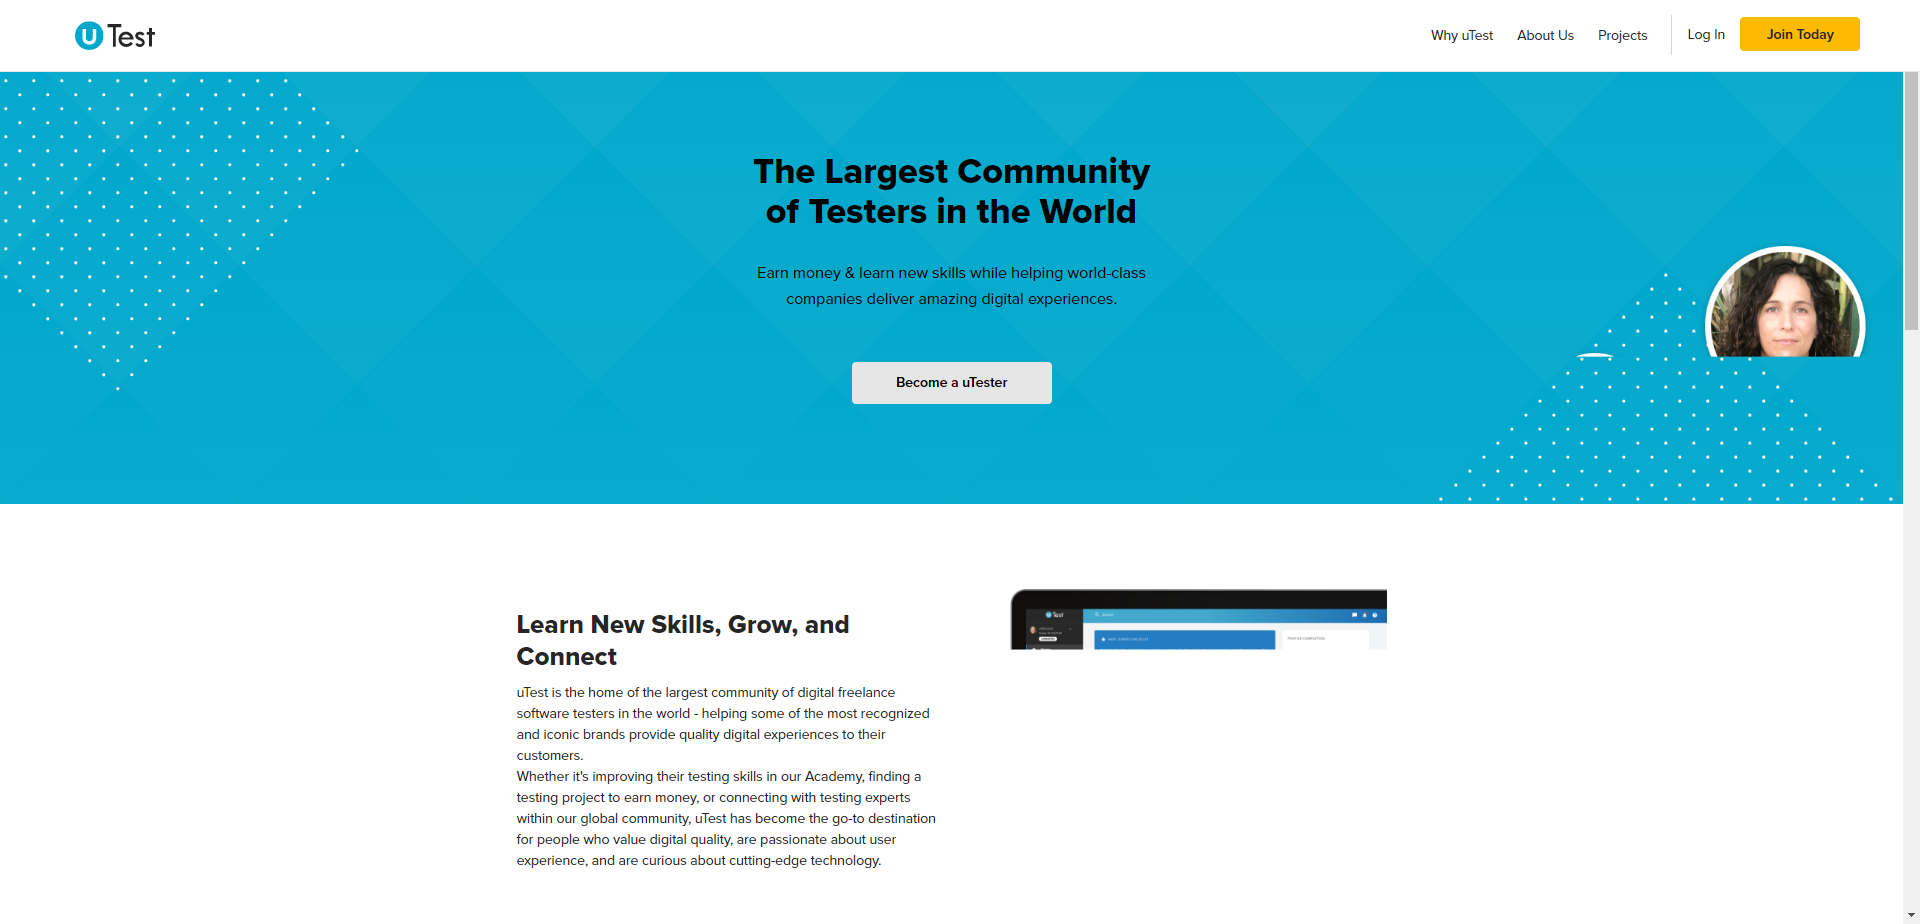 uTest
Why uTest
About Us
Projects
Log In
Join Today
The Largest Community
of Testers in the World
Earn money & learn new skills while helping world-class
companies deliver amazing digital experiences.
Become a uTester
Learn New Skills, Grow, and
Connect
uTest is the home of the largest community of digital freelance
software testers in the world - helping some of the most recognized
and iconic brands provide quality digital experiences to their
customers.
Whether it's improving their testing skills in our Academy, finding a
testing project to earn money, or connecting with testing experts
within our global community, uTest has become the go-to destination
for people who value digital quality, are passionate about user
experience, and are curious about cutting-edge technology.
uTest
PROFILE COMPLETION